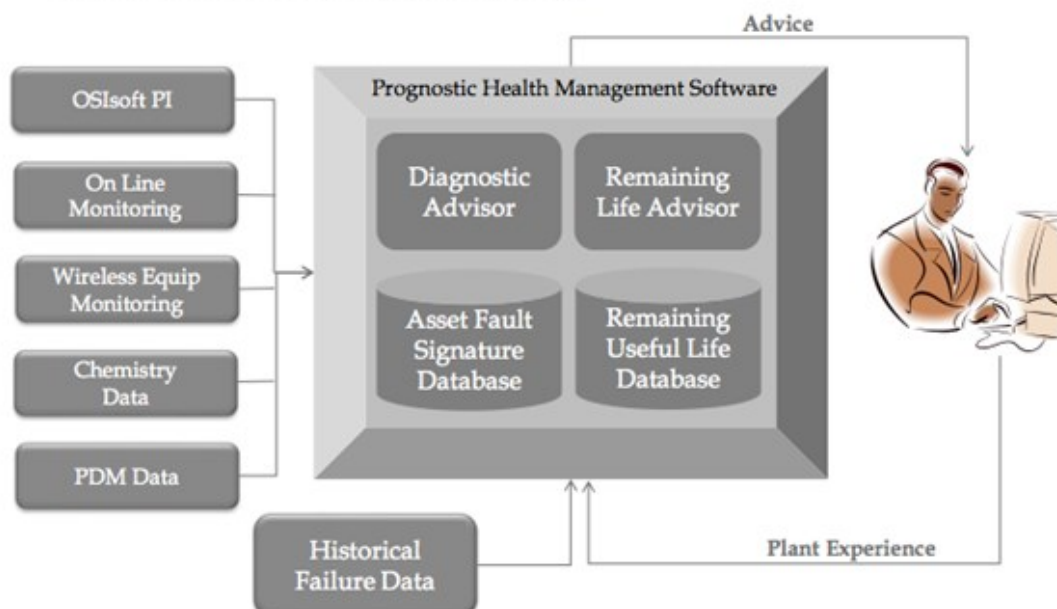 Advice
OSIsoft PI
On Line
Monitoring
Wireless Equip
Monitoring
Chemistry
Data
PDM Data
Prognostic Health Management Software
Diagnostic
Advisor
Remaining
Life Advisor
Asset Fault
Signature
Database
Remaining
Useful Life
Database
Historical
Failure Data
Plant Experience